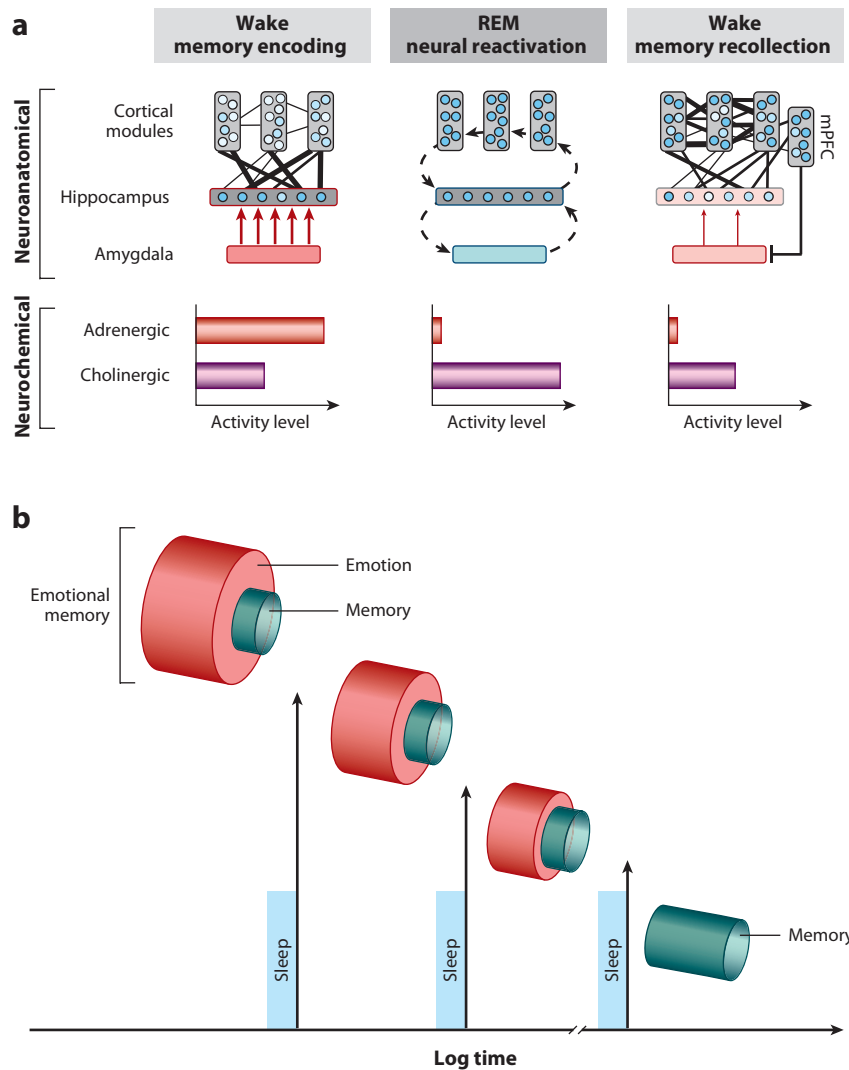 a
Wake
memory encoding
REM
neural reactivation
Wake
memory recollection
Neuroanatomical
Cortical
modules
mPFC
Hippocampus
Amygdala
Neurochemical
Adrenergic
Cholinergic
Activity level
Activity level
Activity level
b
Emotional
memory
Emotion
Memory
Sleep
Sleep
Sleep
Memory
Log time